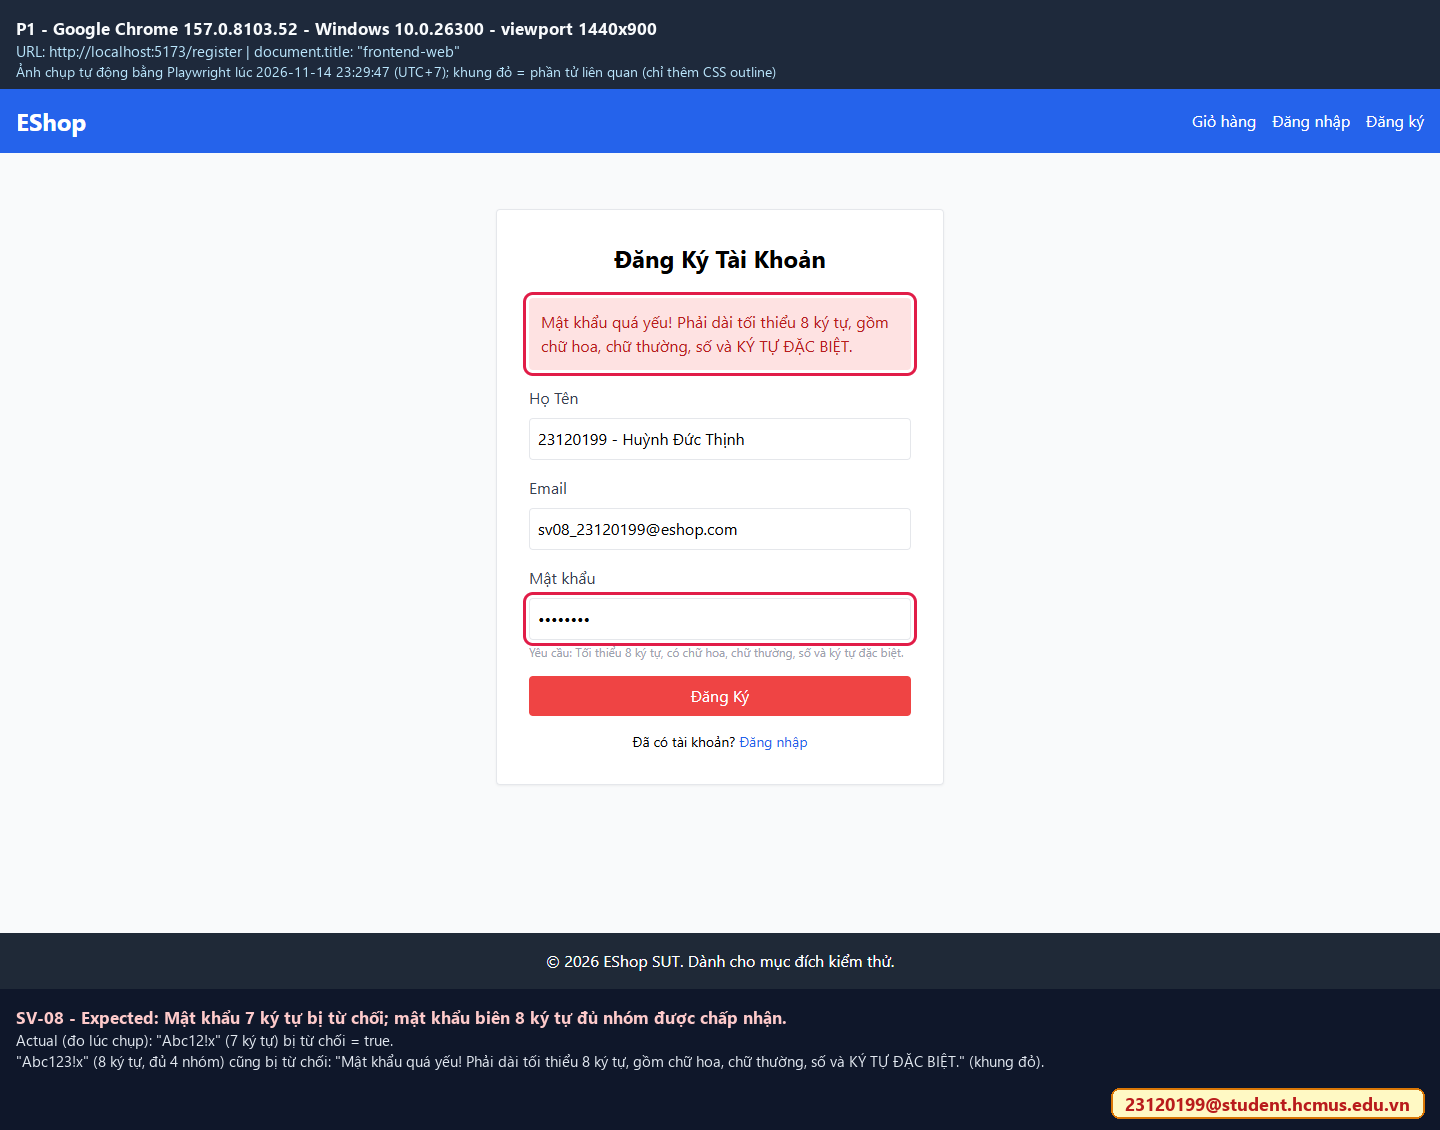 P1 - Google Chrome 157.0.8103.52 - Windows 10.0.26300 - viewport 1440x900
URL: http://localhost:5173/register | document.title: "frontend-web"
Ảnh chụp tự động bằng Playwright lúc 2026-11-14 23:29:47 (UTC+7); khung đỏ = phần tử liên quan (chỉ thêm CSS outline)
EShop
Giỏ hàng
Đăng nhập
Đăng ký
Đăng Ký Tài Khoản
Mật khẩu quá yếu! Phải dài tối thiểu 8 ký tự, gồm
chữ hoa, chữ thường, số và KÝ TỰ ĐẶC BIỆT.
Họ Tên
23120199 - Huỳnh Đức Thịnh
Email
sv08_23120199@eshop.com
Mật khẩu
••••••••
Yêu cầu: Tối thiểu 8 ký tự, có chữ hoa, chữ thường, số và ký tự đặc biệt.
Đăng Ký
Đã có tài khoản? Đăng nhập
© 2026 EShop SUT. Dành cho mục đích kiểm thử.
SV-08 - Expected: Mật khẩu 7 ký tự bị từ chối; mật khẩu biên 8 ký tự đủ nhóm được chấp nhận.
Actual (đo lúc chụp): "Abc12!x" (7 ký tự) bị từ chối = true.
"Abc123!x" (8 ký tự, đủ 4 nhóm) cũng bị từ chối: "Mật khẩu quá yếu! Phải dài tối thiểu 8 ký tự, gồm chữ hoa, chữ thường, số và KÝ TỰ ĐẶC BIỆT." (khung đỏ).
23120199@student.hcmus.edu.vn